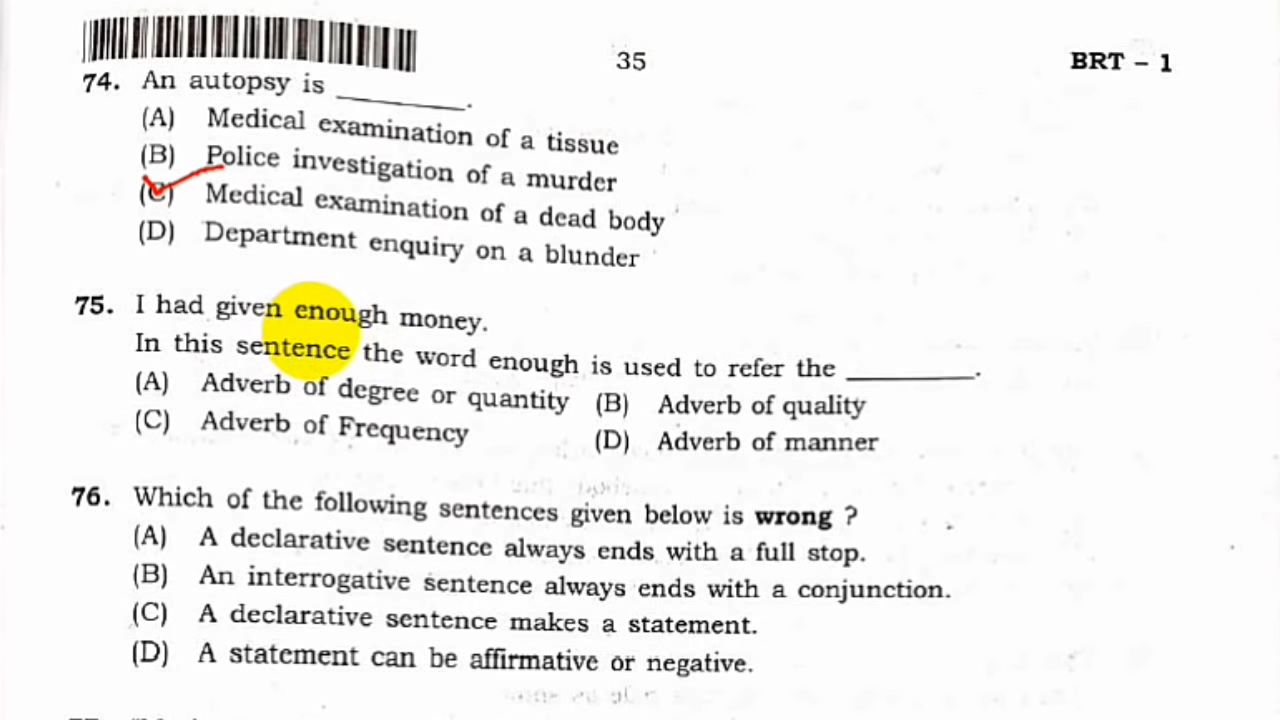 35
BRT - 1
74. An autopsy is ________.
(A) Medical examination of a tissue
(B) Police investigation of a murder
(C) Medical examination of a dead body
(D) Department enquiry on a blunder
75. I had given enough money.
In this sentence the word enough is used to refer the ________.
(A) Adverb of degree or quantity (B) Adverb of quality
(C) Adverb of Frequency (D) Adverb of manner
76. Which of the following sentences given below is wrong ?
(A) A declarative sentence always ends with a full stop.
(B) An interrogative sentence always ends with a conjunction.
(C) A declarative sentence makes a statement.
(D) A statement can be affirmative or negative.